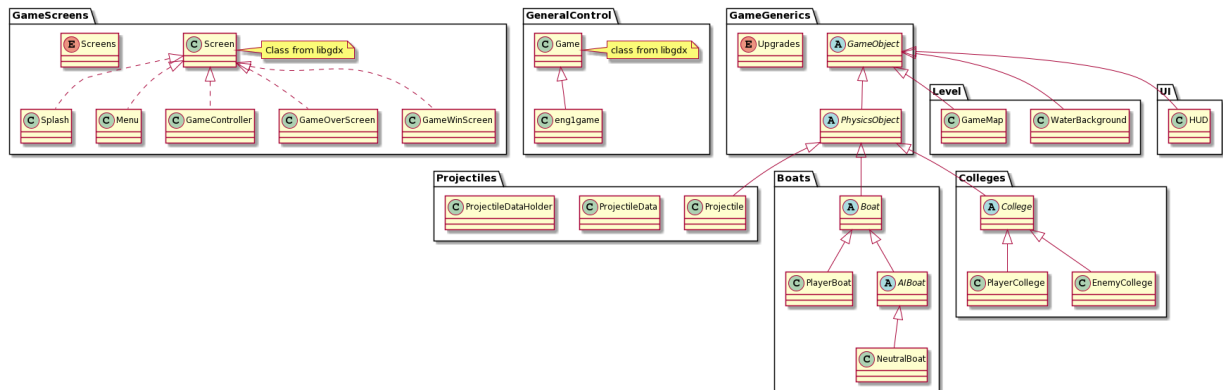 GameScreens
E Screens
C Screen
Class from libgdx
C Splash
C Menu
C GameController
C GameOverScreen
C GameWinScreen
GeneralControl
C Game
class from libgdx
C eng1game
GameGenerics
E Upgrades
A GameObject
A PhysicsObject
Level
C GameMap
C WaterBackground
UI
C HUD
Projectiles
C ProjectileDataHolder
C ProjectileData
C Projectile
Boats
A Boat
C PlayerBoat
A AIBoat
C NeutralBoat
Colleges
A College
C PlayerCollege
C EnemyCollege